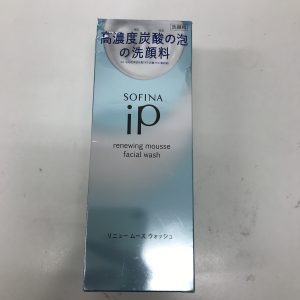 洗顔料
高濃度炭酸の泡
の洗顔料
SOFINA
iP
renewing mousse
facial wash
リニュー ムース ウォッシュ